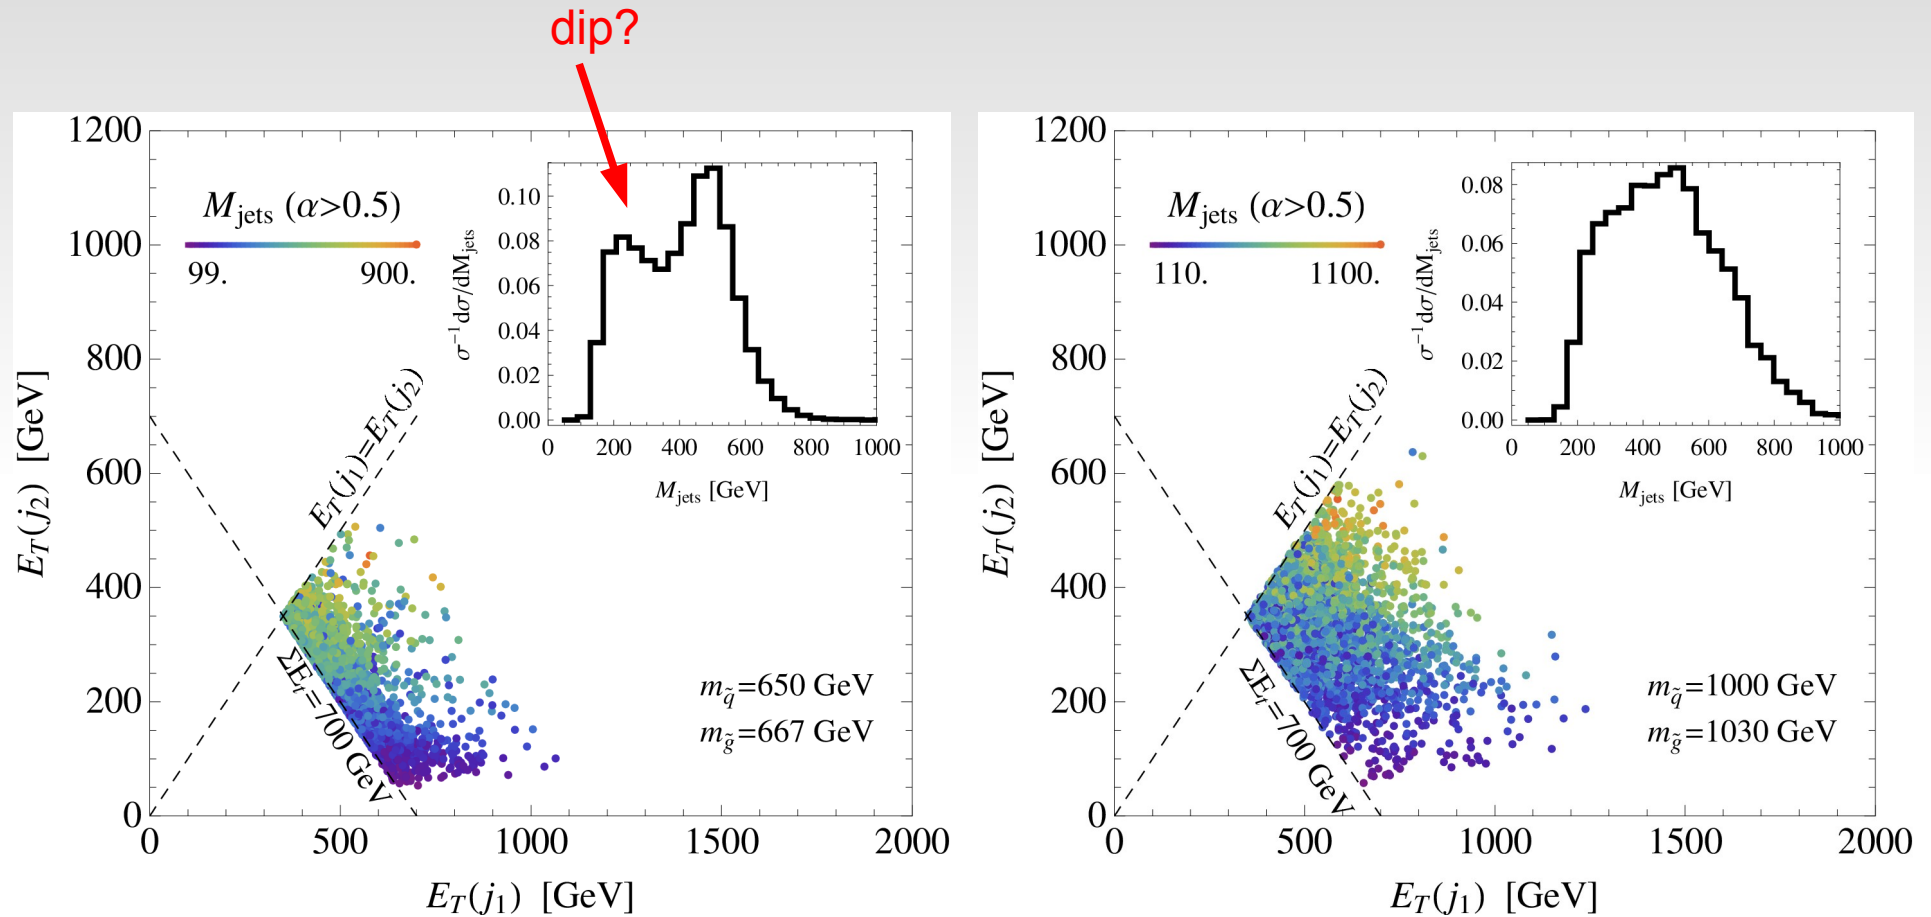 dip?
1200
1000
800
600
400
200
0
0
500
1000
1500
2000
E_T(j_2) [GeV]
E_T(j_1) [GeV]
M_jets (α>0.5)
99.
900.
E_T(j_1)=E_T(j_2)
ΣE_t=700 GeV
m_q̃=650 GeV
m_g̃=667 GeV
σ^−1dσ/dM_jets
0.10
0.08
0.06
0.04
0.02
0.00
0
200
400
600
800
1000
M_jets [GeV]
1200
1000
800
600
400
200
0
0
500
1000
1500
2000
E_T(j_2) [GeV]
E_T(j_1) [GeV]
M_jets (α>0.5)
110.
1100.
E_T(j_1)=E_T(j_2)
ΣE_t=700 GeV
m_q̃=1000 GeV
m_g̃=1030 GeV
σ^−1dσ/dM_jets
0.08
0.06
0.04
0.02
0.00
0
200
400
600
800
1000
M_jets [GeV]